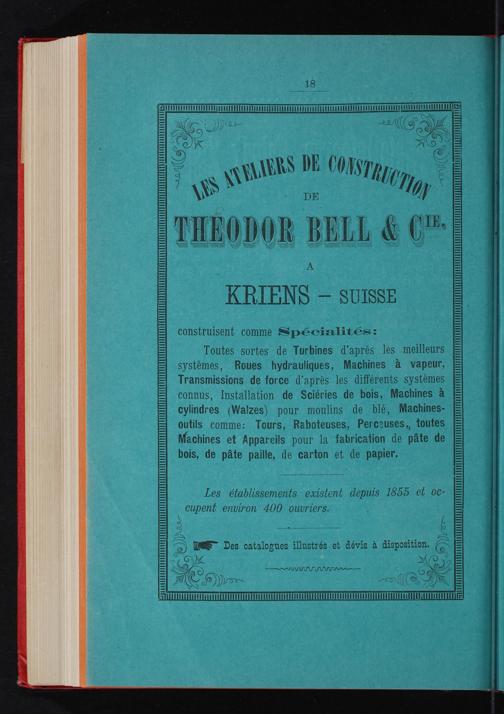 18
LES ATELIERS DE CONSTRUCTION
DE
THEODOR BELL & CIE.
A
KRIENS – SUISSE
construisent comme Spécialités:
Toutes sortes de Turbines d'après les meilleurs
systèmes, Roues hydrauliques, Machines à vapeur,
Transmissions de force d'après les différents systèmes
connus, Installation de Sciéries de bois, Machines à
cylindres (Walzes) pour moulins de blé, Machines-
outils comme: Tours, Raboteuses, Perceuses, toutes
Machines et Appareils pour la fabrication de pâte de
bois, de pâte paille, de carton et de papier.
Les établissements existent depuis 1855 et oc-
cupent environ 400 ouvriers.
Des catalogues illustrés et dévis à disposition.